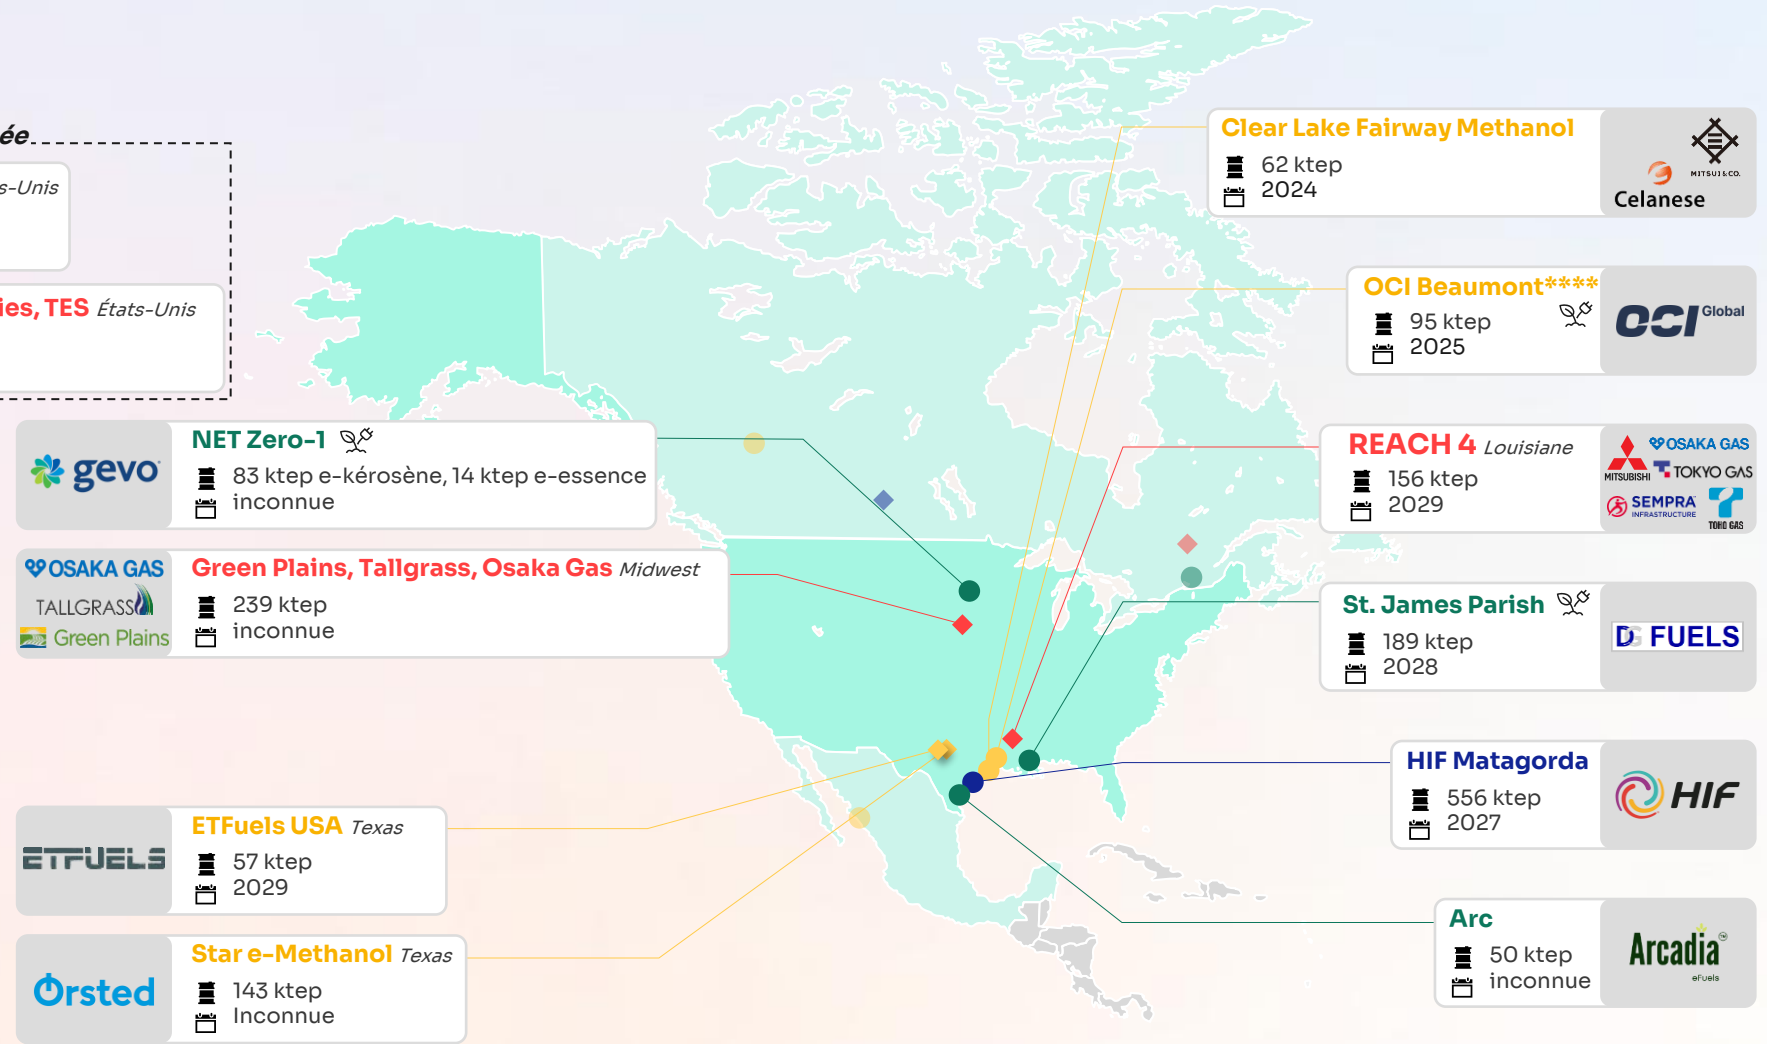 ée
s-Unis
ies, TES États-Unis
gevo
NET Zero-1
83 ktep e-kérosène, 14 ktep e-essence
inconnue
OSAKA GAS
TALLGRASS
Green Plains
Green Plains, Tallgrass, Osaka Gas Midwest
239 ktep
inconnue
ETFUELS
ETFuels USA Texas
57 ktep
2029
Ørsted
Star e-Methanol Texas
143 ktep
Inconnue
Clear Lake Fairway Methanol
62 ktep
2024
MITSUI & CO.
Celanese
OCI Beaumont****
95 ktep
2025
OCI Global
REACH 4 Louisiane
156 ktep
2029
MITSUBISHI
OSAKA GAS
TOKYO GAS
SEMPRA
INFRASTRUCTURE
TOHO GAS
St. James Parish
189 ktep
2028
DG FUELS
HIF Matagorda
556 ktep
2027
HIF
Arc
50 ktep
inconnue
Arcadia™
eFuels